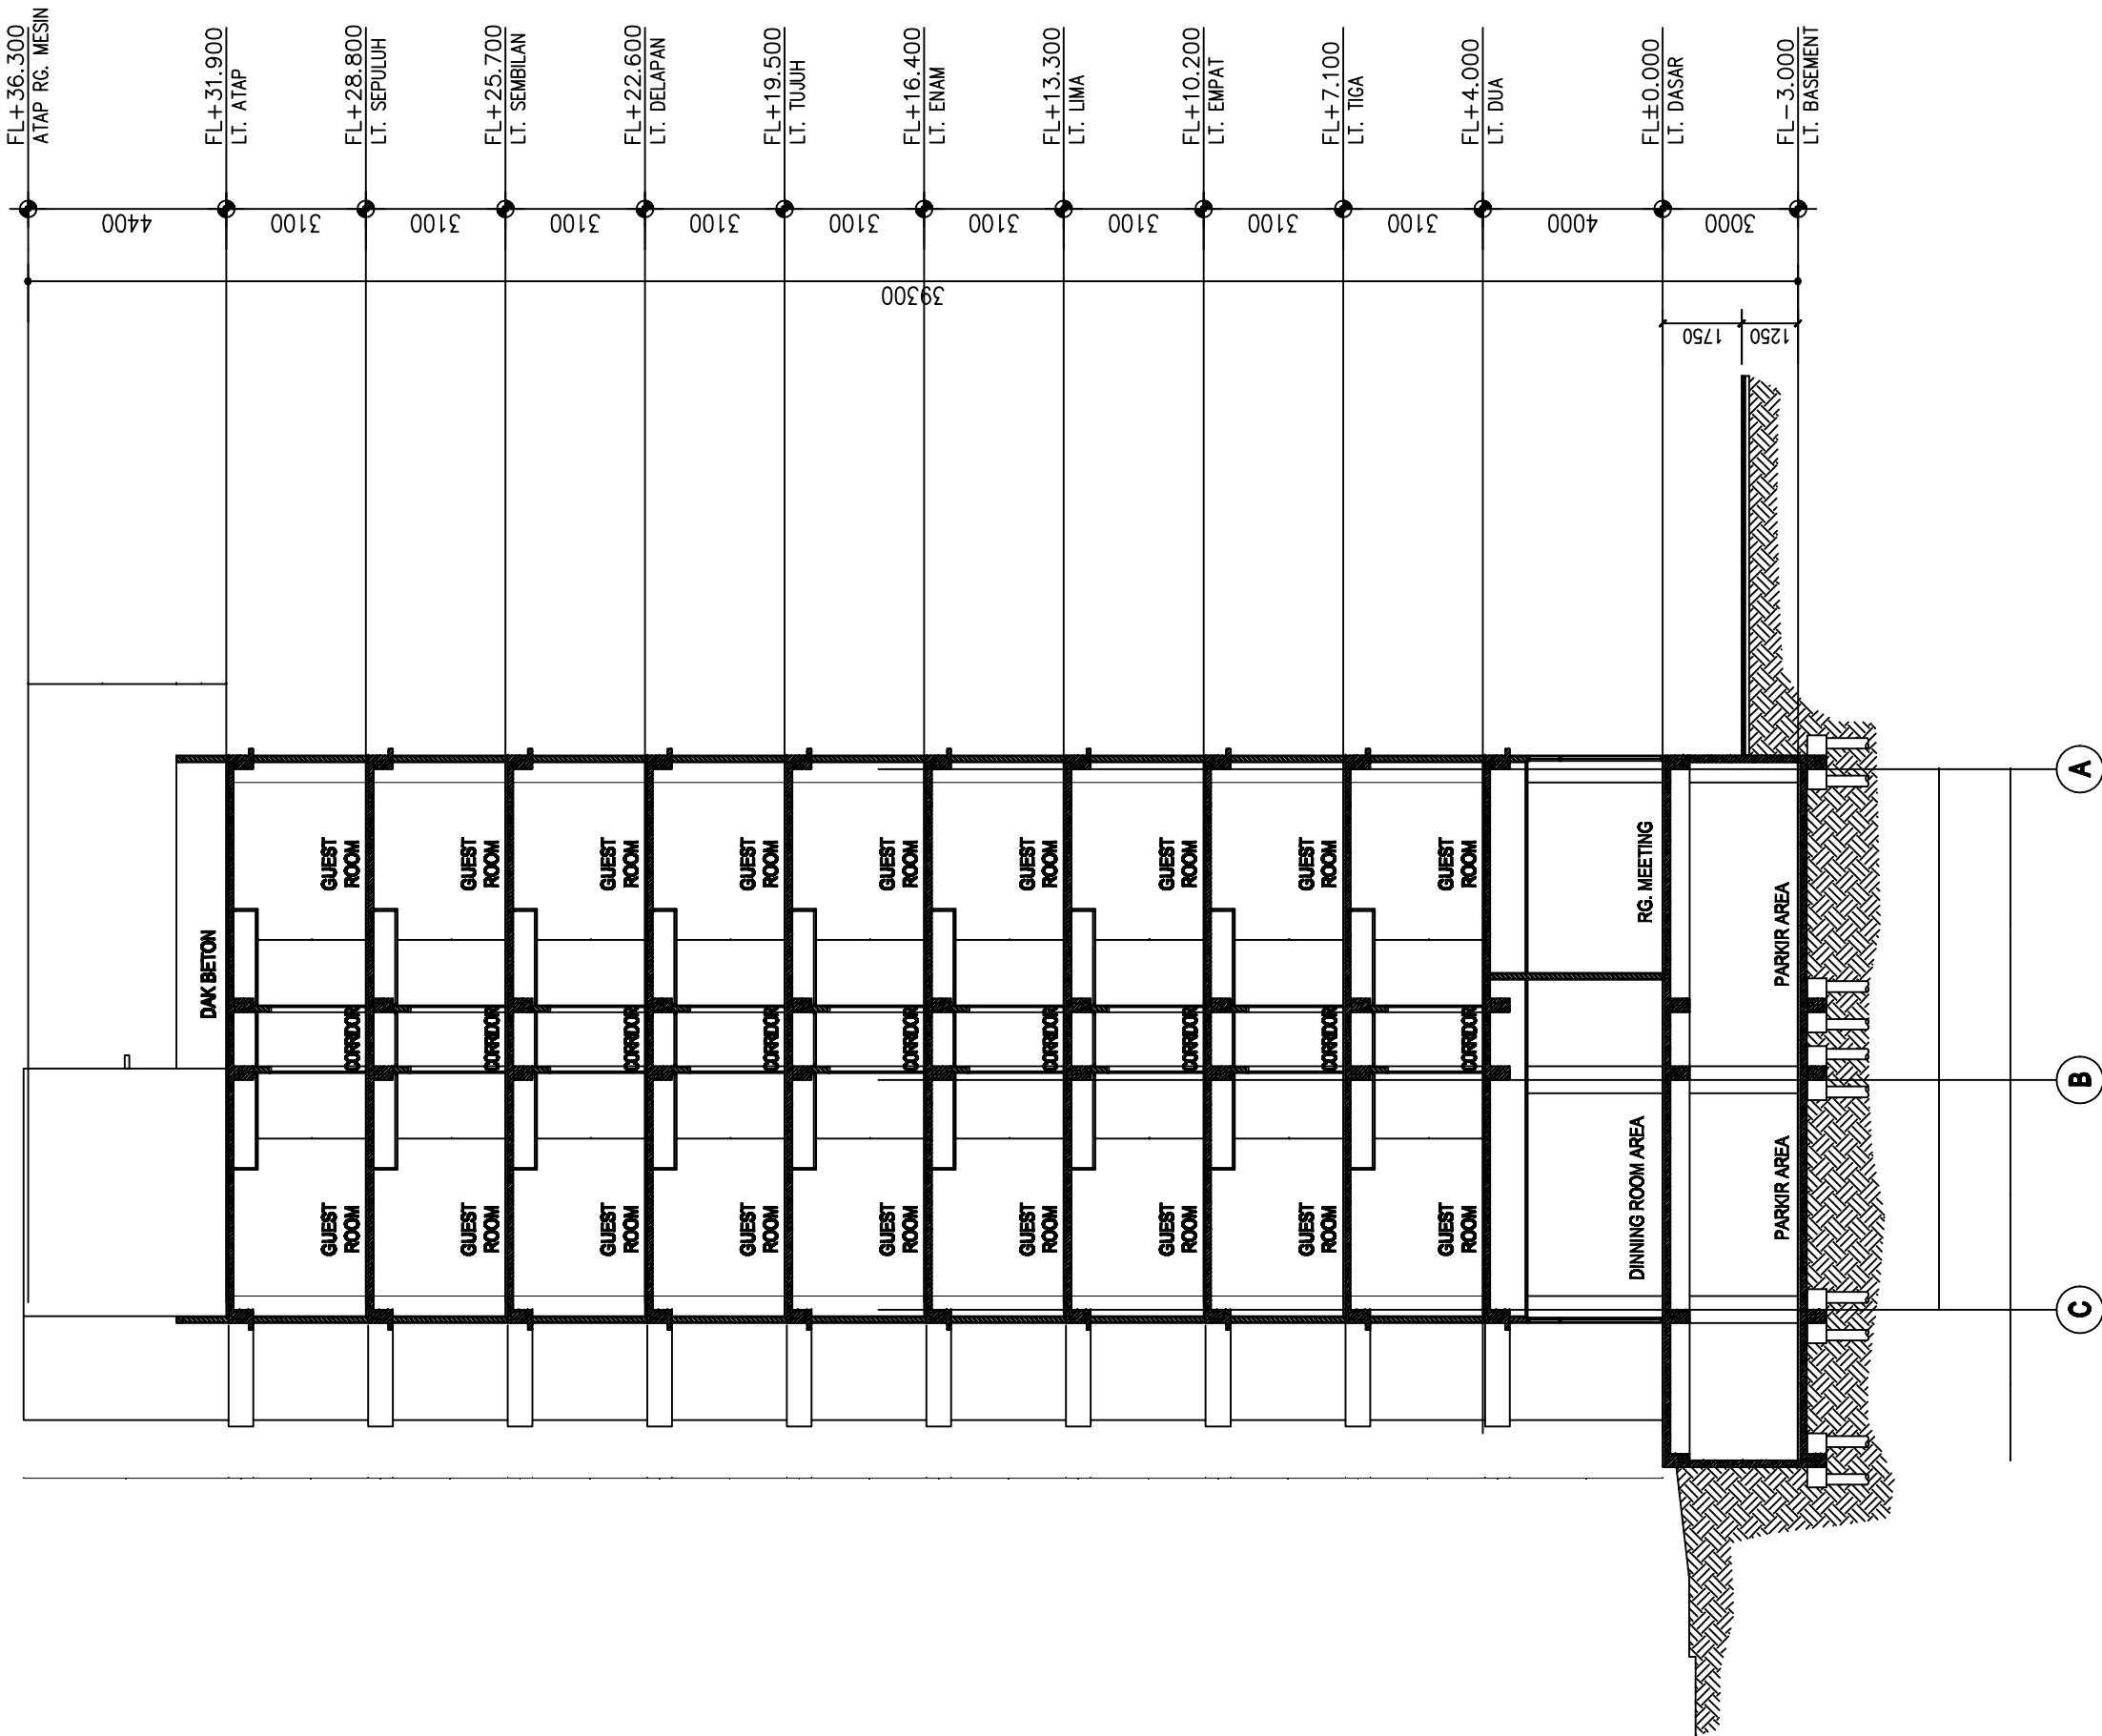 FL+36.300
ATAP RG. MESIN
FL+31.900
LT. ATAP
FL+28.800
LT. SEPULUH
FL+25.700
LT. SEMBILAN
FL+22.600
LT. DELAPAN
FL+19.500
LT. TUJUH
FL+16.400
LT. ENAM
FL+13.300
LT. LIMA
FL+10.200
LT. EMPAT
FL+7.100
LT. TIGA
FL+4.000
LT. DUA
FL±0.000
LT. DASAR
FL-3.000
LT. BASEMENT
4400
3100
3100
3100
3100
3100
3100
3100
3100
3100
4000
3000
39300
1750
1250
DAK BETON
GUEST
ROOM
CORRIDOR
GUEST
ROOM
GUEST
ROOM
CORRIDOR
GUEST
ROOM
GUEST
ROOM
CORRIDOR
GUEST
ROOM
GUEST
ROOM
CORRIDOR
GUEST
ROOM
GUEST
ROOM
CORRIDOR
GUEST
ROOM
GUEST
ROOM
CORRIDOR
GUEST
ROOM
GUEST
ROOM
CORRIDOR
GUEST
ROOM
GUEST
ROOM
CORRIDOR
GUEST
ROOM
GUEST
ROOM
CORRIDOR
GUEST
ROOM
DINNING ROOM AREA
RG. MEETING
PARKIR AREA
PARKIR AREA
C
B
A